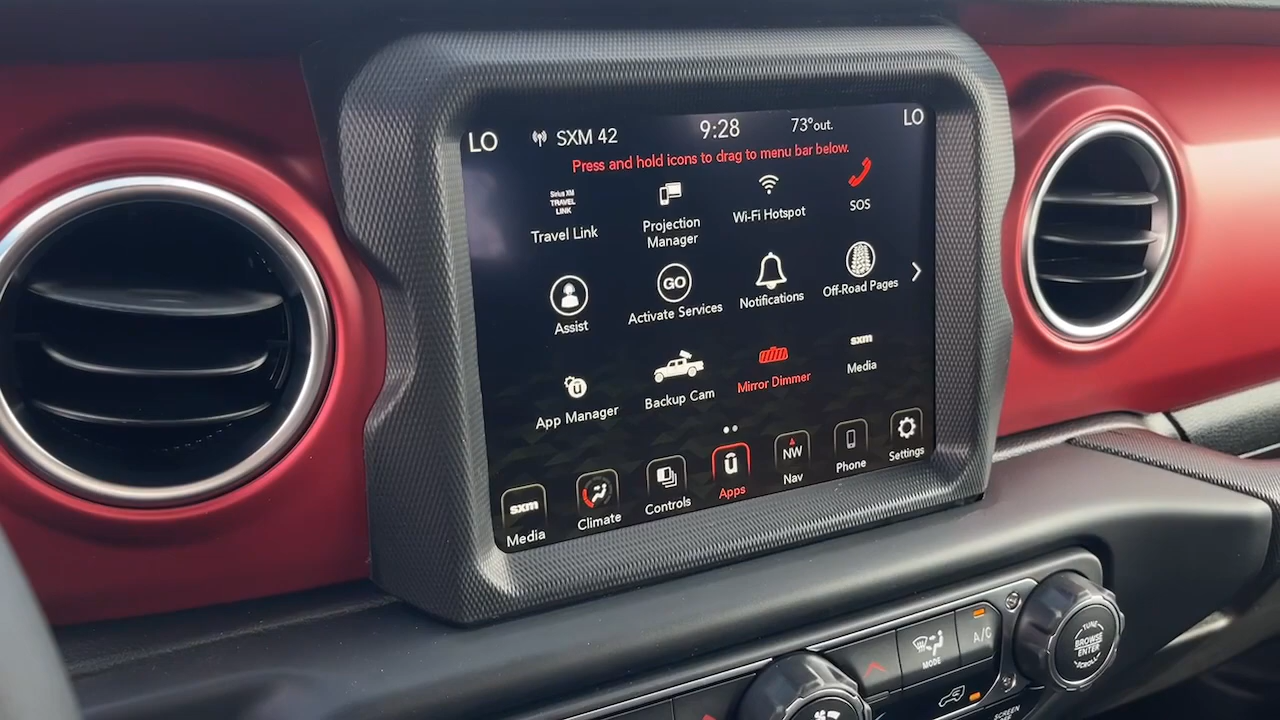 LO
SXM 42
9:28
73°out.
LO
Press and hold icons to drag to menu bar below.
Sirius XM
TRAVEL
LINK
Travel Link
Projection
Manager
Wi-Fi Hotspot
SOS
Assist
GO
Activate Services
Notifications
Off-Road Pages
App Manager
Backup Cam
Mirror Dimmer
sxm
Media
sxm
Media
Climate
Controls
Apps
NW
Nav
Phone
Settings
MODE
A/C
TUNE
BROWSE
ENTER
SCROLL
SCREEN